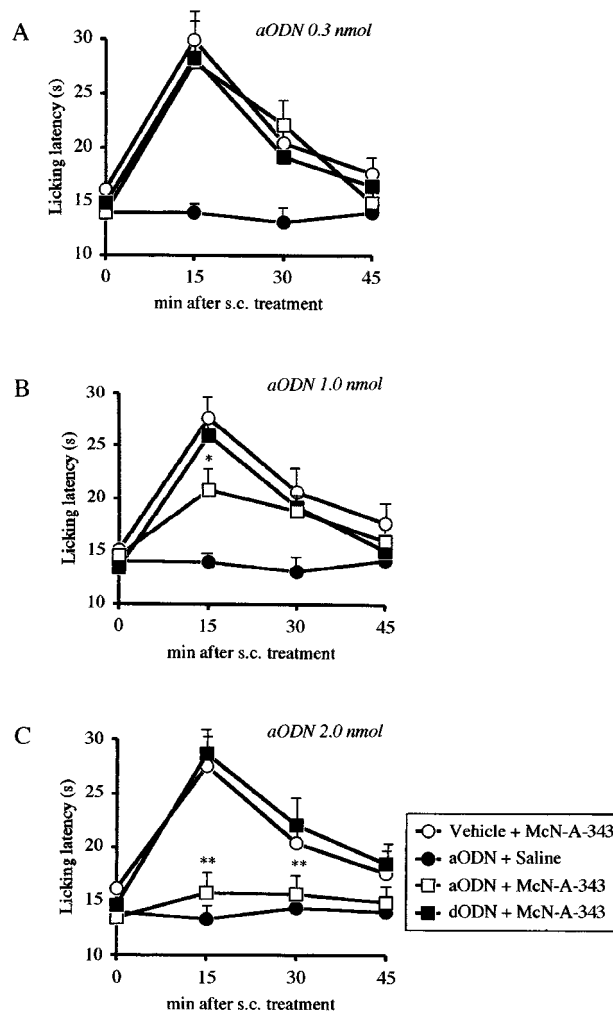 A
aODN 0.3 nmol
Licking latency (s)
30
25
20
15
10
0 15 30 45
min after s.c. treatment
B
aODN 1.0 nmol
Licking latency (s)
30
25
20
15
10
*
0 15 30 45
min after s.c. treatment
C
aODN 2.0 nmol
Licking latency (s)
30
25
20
15
10
** **
0 15 30 45
min after s.c. treatment
Vehicle + McN-A-343
aODN + Saline
aODN + McN-A-343
dODN + McN-A-343